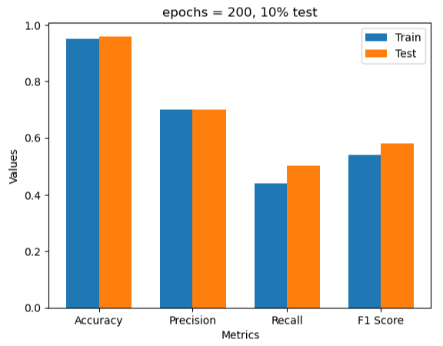 epochs = 200, 10% test
Train
Test
Values
1.0
0.8
0.6
0.4
0.2
0.0
Accuracy Precision Recall F1 Score
Metrics